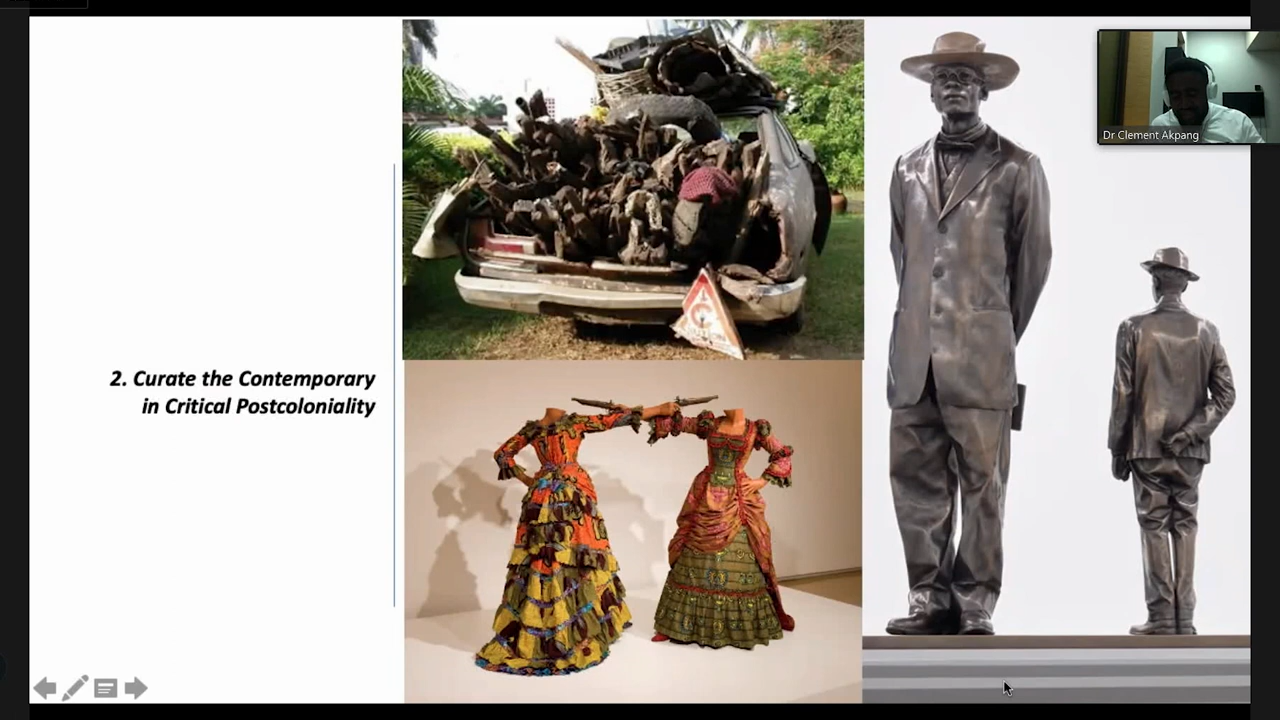 2. Curate the Contemporary
in Critical Postcoloniality
Dr Clement Akpang